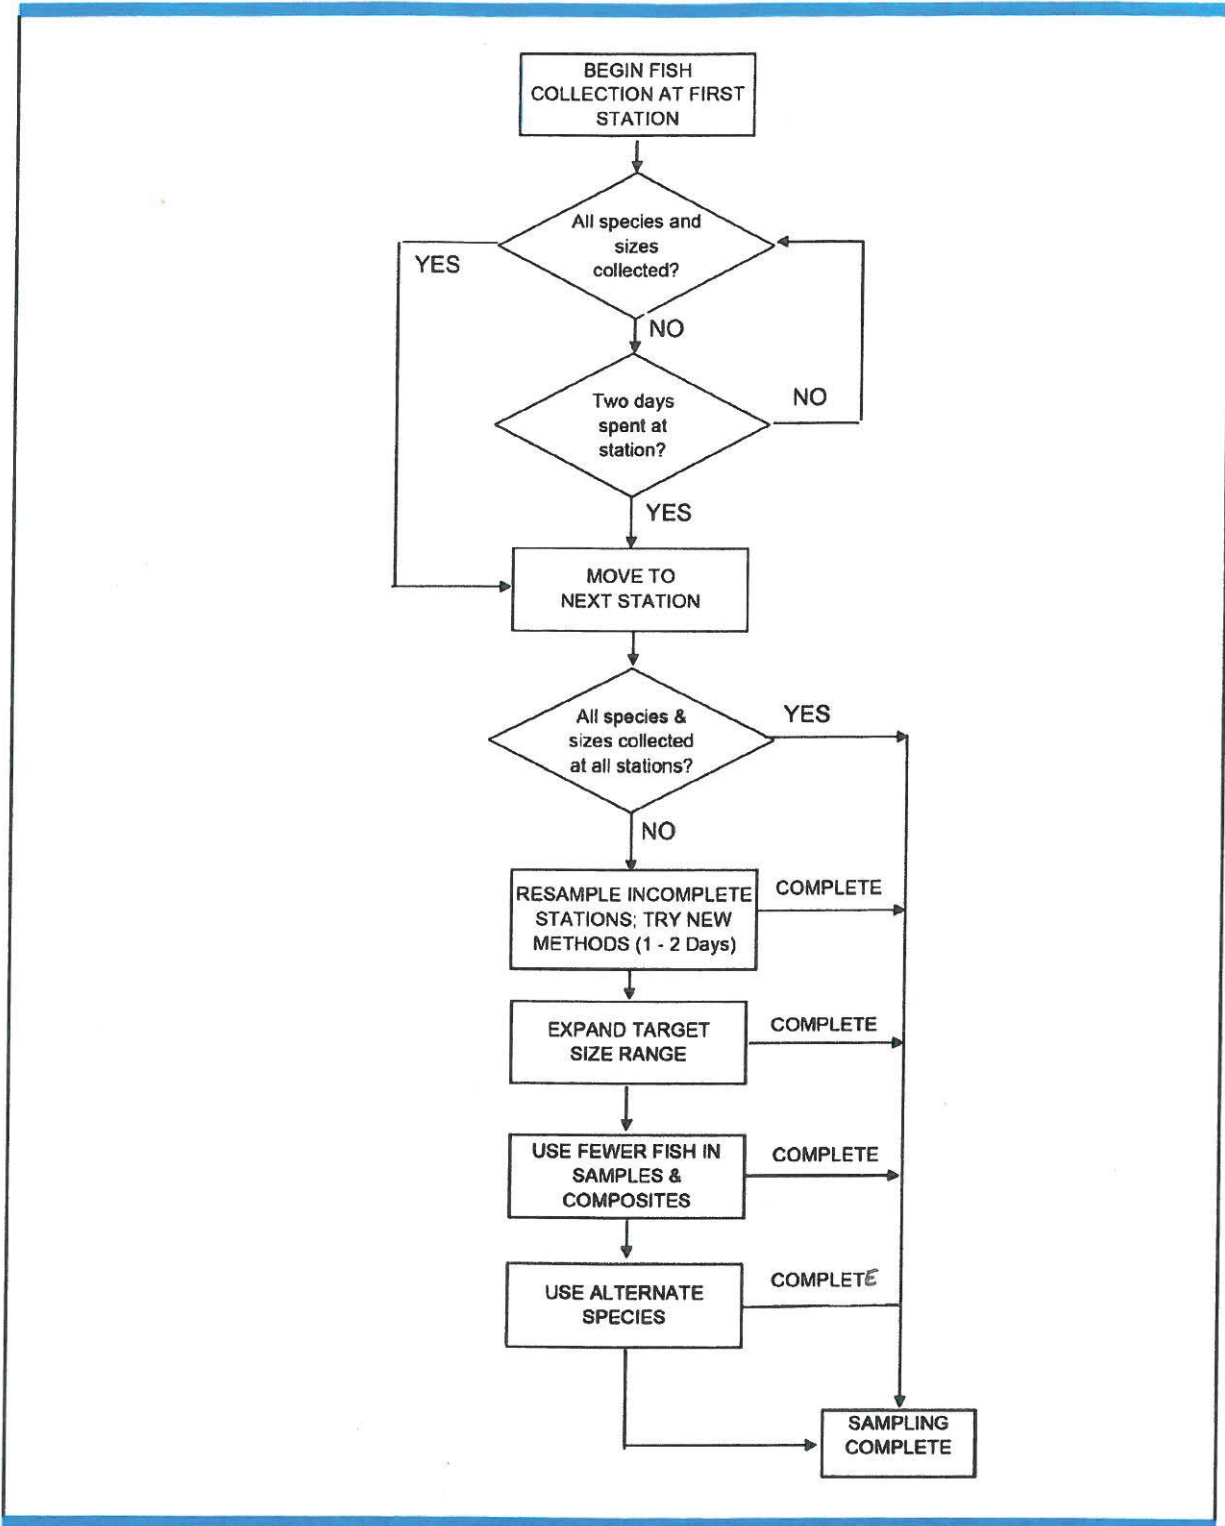 BEGIN FISH
COLLECTION AT FIRST
STATION
All species and
sizes
collected?
YES
NO
Two days
spent at
station?
NO
YES
MOVE TO
NEXT STATION
All species &
sizes collected
at all stations?
YES
NO
RESAMPLE INCOMPLETE
STATIONS; TRY NEW
METHODS (1 - 2 Days)
COMPLETE
EXPAND TARGET
SIZE RANGE
COMPLETE
USE FEWER FISH IN
SAMPLES &
COMPOSITES
COMPLETE
USE ALTERNATE
SPECIES
COMPLETE
SAMPLING
COMPLETE